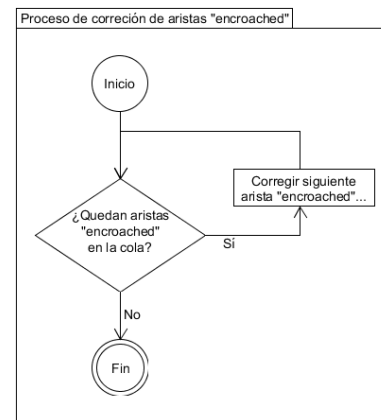 Proceso de correción de aristas "encroached"
Inicio
¿Quedan aristas
"encroached"
en la cola?
Sí
Corregir siguiente
arista "encroached"...
No
Fin